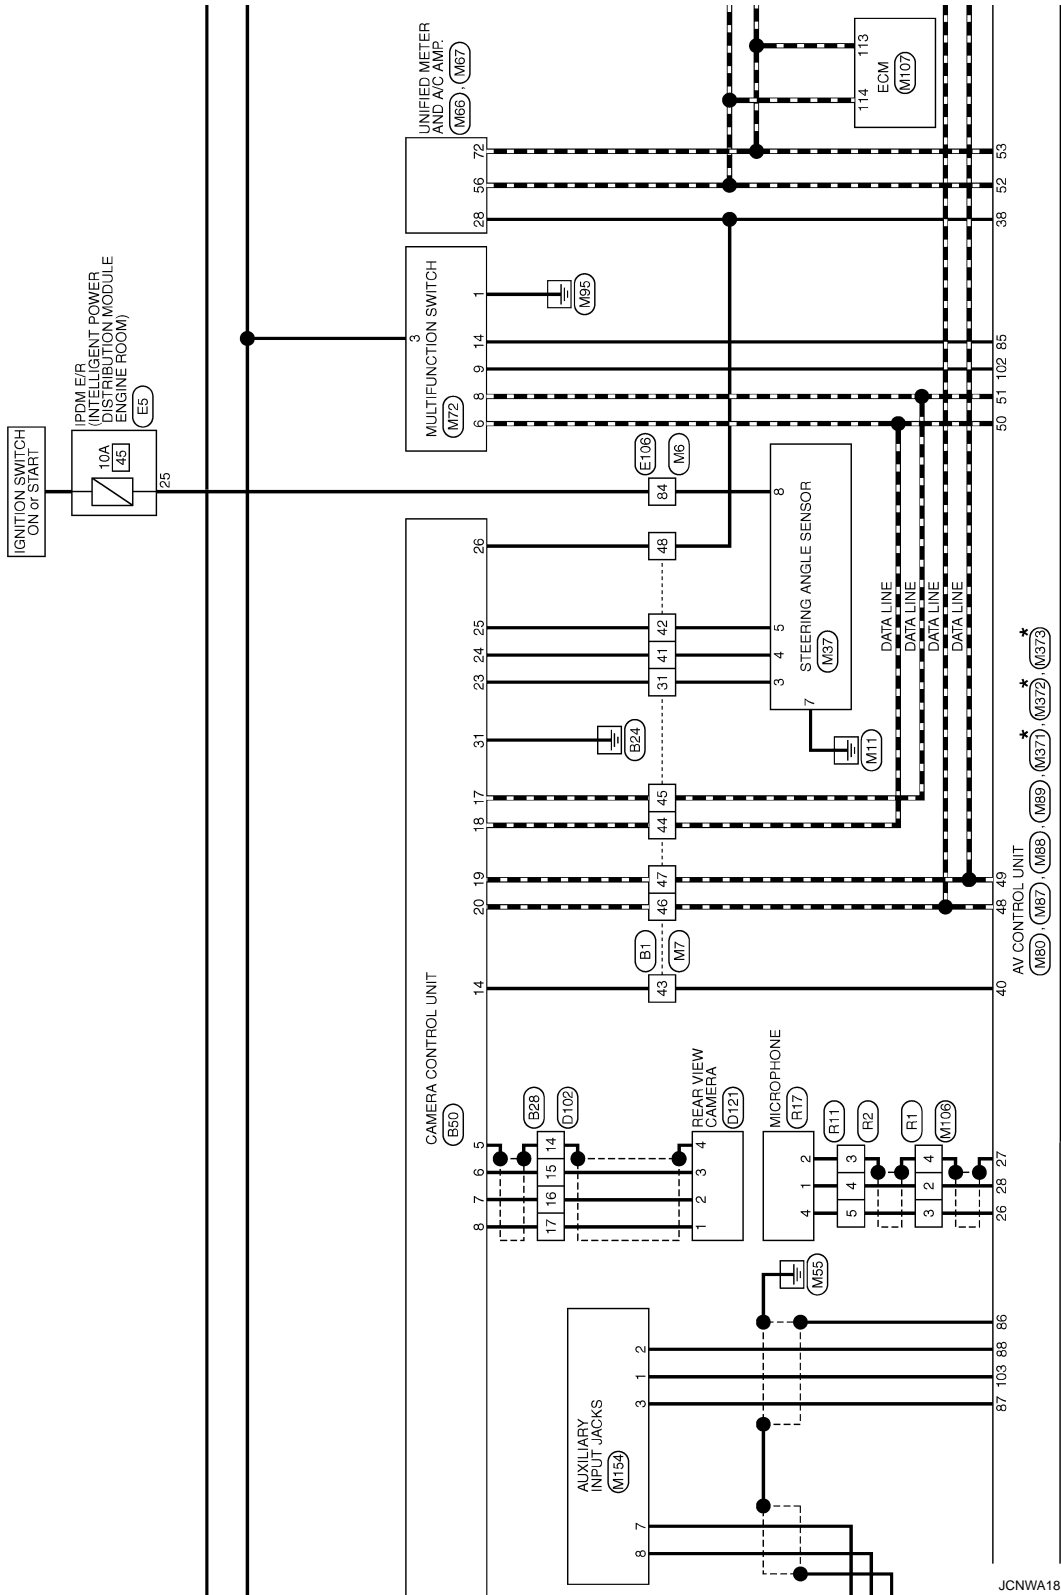 IGNITION SWITCH
ON or START
IPDM E/R
(INTELLIGENT POWER
DISTRIBUTION MODULE
ENGINE ROOM)
E5
10A
45
25
UNIFIED METER
AND A/C AMP.
M66 , M67
72
56
28
113
114
ECM
M107
53
52
38
MULTIFUNCTION SWITCH
M72
3
1
14
9
8
6
M95
85
102
51
50
E106
M6
84
8
STEERING ANGLE SENSOR
M37
5
4
3
7
M11
CAMERA CONTROL UNIT
B50
26
25
24
23
31
17
18
19
20
14
5
6
7
8
48
42
41
31
45
44
47
46
43
B24
B1
M7
DATA LINE
DATA LINE
DATA LINE
DATA LINE
49
48
40
AV CONTROL UNIT
M80 , M87 , M88 , M89 , M371 * , M372 * , M373 *
B28
D102
14
15
16
17
REAR VIEW
CAMERA
D121
4
3
2
1
MICROPHONE
R17
2
1
4
R11
R2
3
4
5
R1
M106
4
2
3
27
28
26
M55
AUXILIARY
INPUT JACKS
M154
2
1
3
7
8
86
88
103
87
JCNWA18